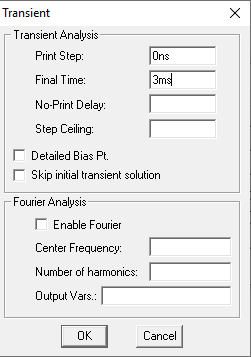 Transient
Transient Analysis
Print Step: 0ns
Final Time: 3ms
No-Print Delay:
Step Ceiling:
Detailed Bias Pt.
Skip initial transient solution
Fourier Analysis
Enable Fourier
Center Frequency:
Number of harmonics:
Output Vars.:
OK Cancel